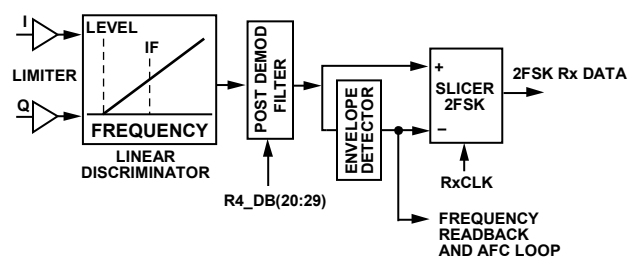 I
LEVEL
IF
LIMITER
Q
FREQUENCY
LINEAR
DISCRIMINATOR
POST DEMOD
FILTER
R4_DB(20:29)
ENVELOPE
DETECTOR
+
SLICER
2FSK
–
2FSK Rx DATA
RxCLK
FREQUENCY
READBACK
AND AFC LOOP